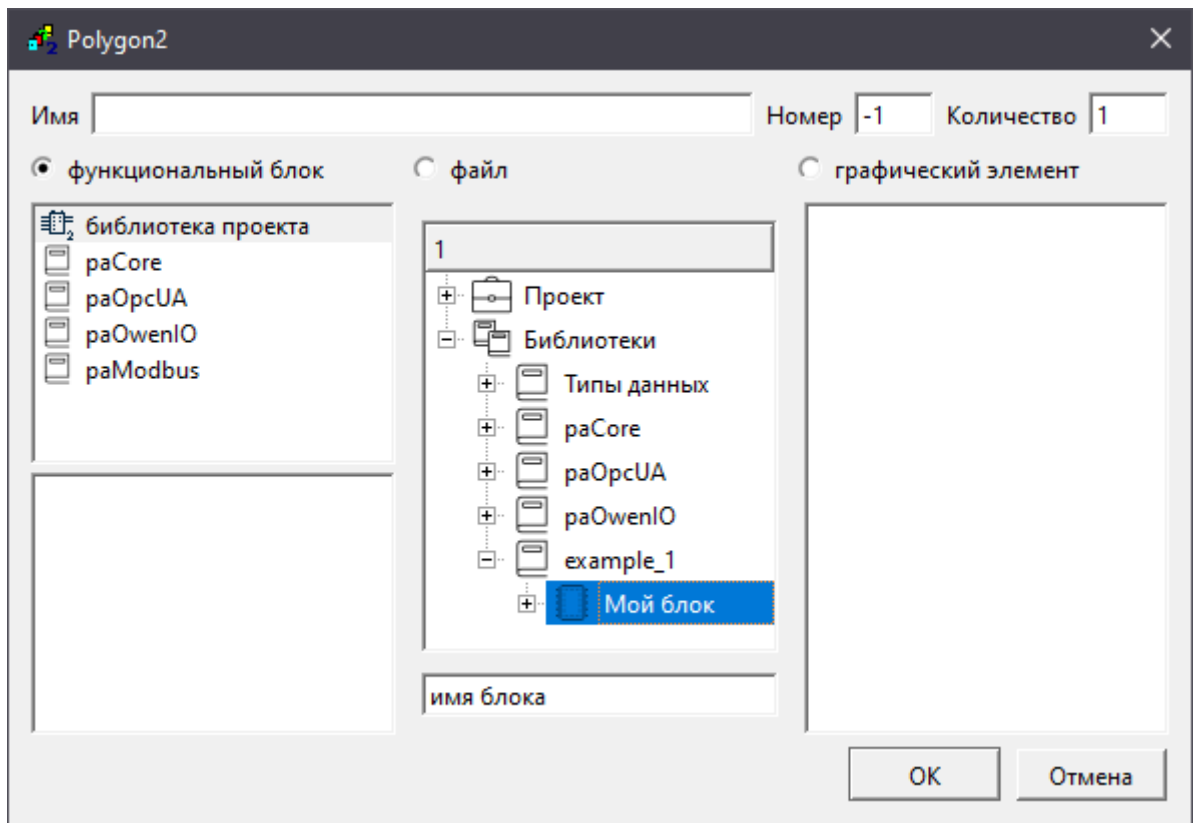 Polygon2
Имя Номер -1 Количество 1
функциональный блок файл графический элемент
библиотека проекта
paCore
paOpcUA
paOwenIO
paModbus
1
Проект
Библиотеки
Типы данных
paCore
paOpcUA
paOwenIO
example_1
Мой блок
имя блока
OK Отмена